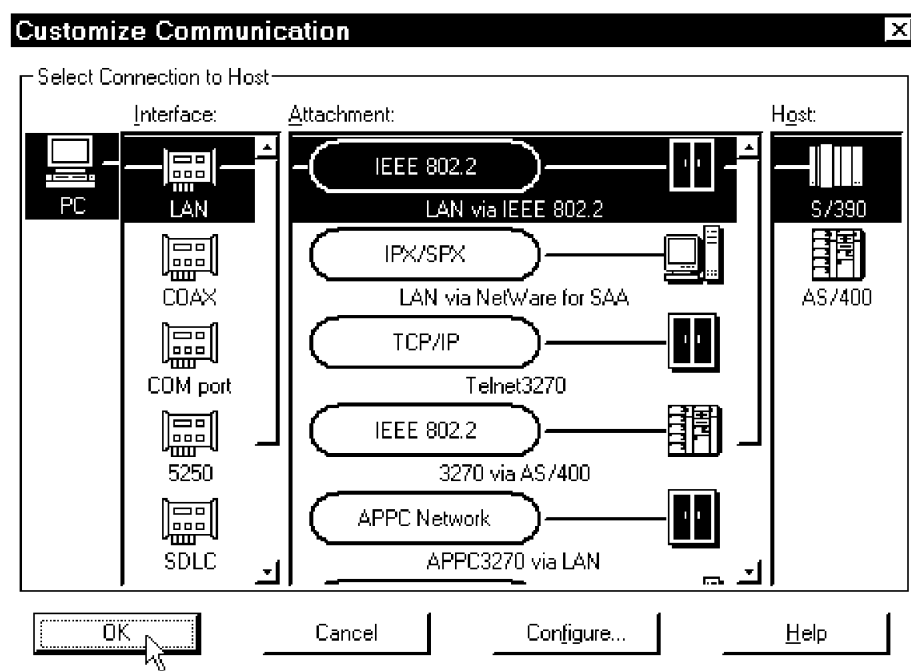 Customize Communication
Select Connection to Host
Interface: Attachment: Host:
PC
LAN
COAX
COM port
5250
SDLC
IEEE 802.2
LAN via IEEE 802.2
IPX/SPX
LAN via NetWare for SAA
TCP/IP
Telnet3270
IEEE 802.2
3270 via AS/400
APPC Network
APPC3270 via LAN
S/390
AS/400
OK Cancel Configure... Help